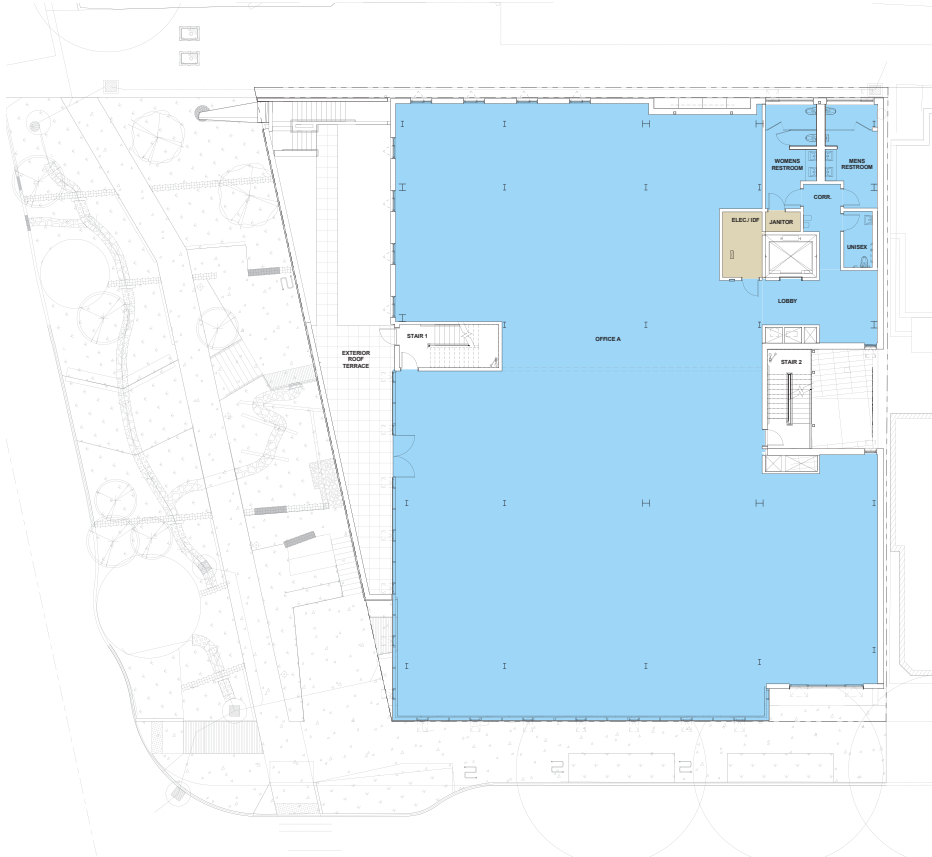 WOMENS
RESTROOM
MENS
RESTROOM
CORR.
ELEC./ IDF
JANITOR
UNISEX
LOBBY
STAIR 1
OFFICE A
EXTERIOR
ROOF
TERRACE
STAIR 2